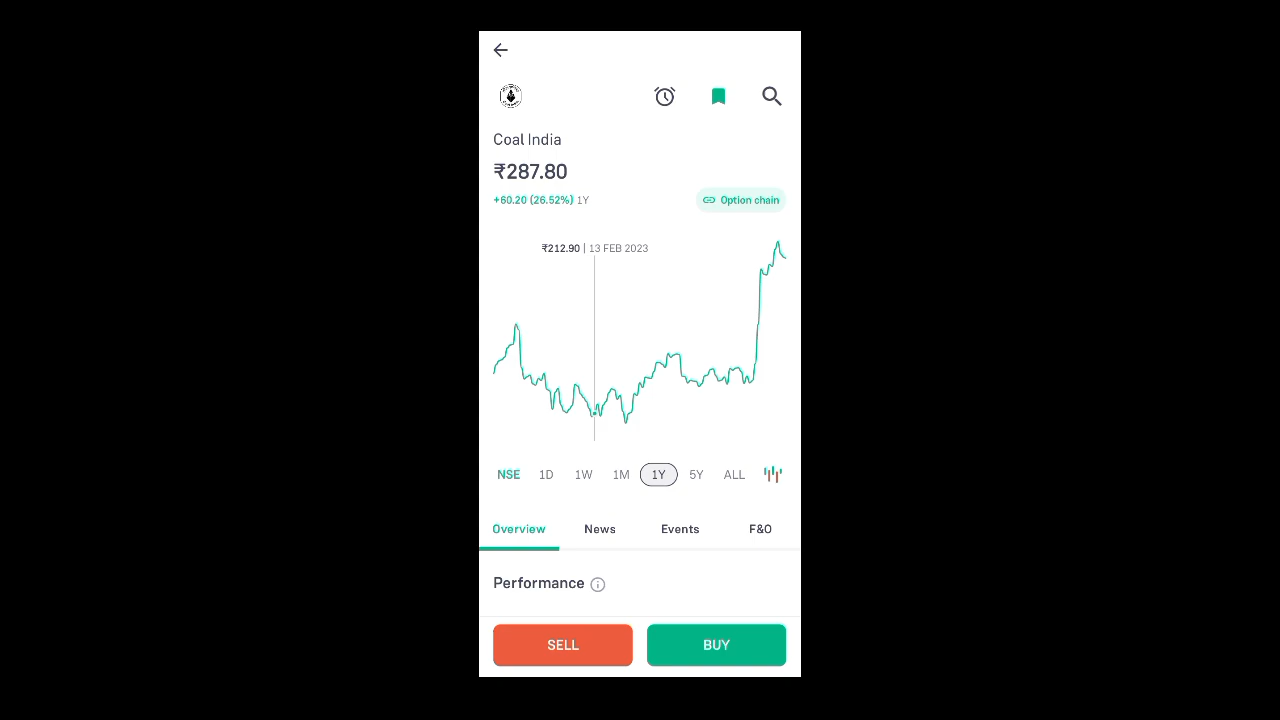 Coal India
₹287.80
+60.20 (26.52%) 1Y
Option chain
₹212.90 | 13 FEB 2023
NSE 1D 1W 1M 1Y 5Y ALL
Overview News Events F&O
Performance
SELL BUY